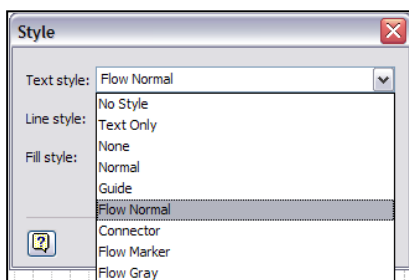 Style
Text style: Flow Normal
No Style
Line style: Text Only
None
Fill style: Normal
Guide
Flow Normal
Connector
Flow Marker
Flow Gray